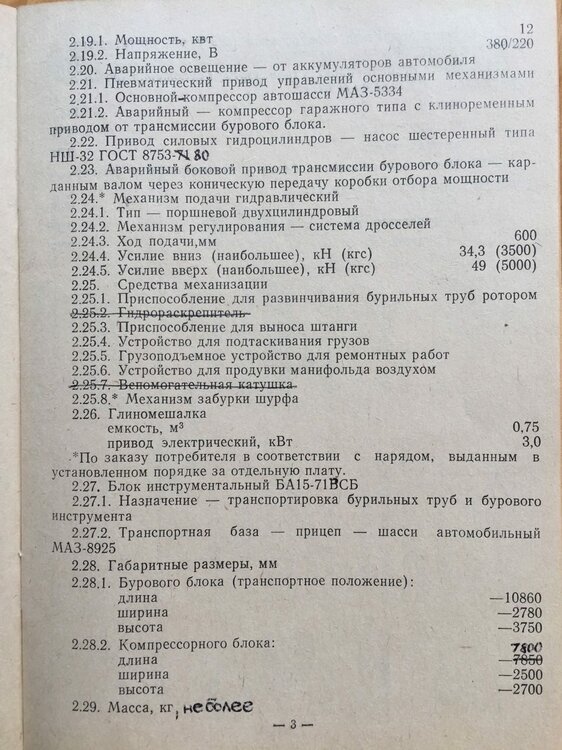 2.19.1. Мощность, квт 12
2.19.2. Напряжение, В 380/220
2.20. Аварийное освещение — от аккумуляторов автомобиля
2.21. Пневматический привод управлений основными механизмами
2.21.1. Основной компрессор автошасси МАЗ-5334
2.21.2. Аварийный — компрессор гаражного типа с клиноременным
приводом от трансмиссии бурового блока.
2.22. Привод силовых гидроцилиндров — насос шестеренный типа
НШ-32 ГОСТ 8753-80
2.23. Аварийный боковой привод трансмиссии бурового блока — кар-
данным валом через коническую передачу коробки отбора мощности
2.24.* Механизм подачи гидравлический
2.24.1. Тип — поршневой двухцилиндровый
2.24.2. Механизм регулирования — система дросселей
2.24.3. Ход подачи,мм 600
2.24.4. Усилие вниз (наибольшее), кН (кгс) 34,3 (3500)
2.24.5. Усилие вверх (наибольшее), кН (кгс) 49 (5000)
2.25. Средства механизации
2.25.1. Приспособление для развинчивания бурильных труб ротором
2.25.2. Гидрораскрепитель
2.25.3. Приспособление для выноса штанги
2.25.4. Устройство для подтаскивания грузов
2.25.5. Грузоподъемное устройство для ремонтных работ
2.25.6. Устройство для продувки манифольда воздухом
2.25.7. Вспомогательная катушка
2.25.8.* Механизм забурки шурфа
2.26. Глиномешалка
емкость, м³ 0,75
привод электрический, кВт 3,0
*По заказу потребителя в соответствии с нарядом, выданным в
установленном порядке за отдельную плату.
2.27. Блок инструментальный БА15-71ВСБ
2.27.1. Назначение — транспортировка бурильных труб и бурового
инструмента
2.27.2. Транспортная база — прицеп — шасси автомобильный
МАЗ-8925
2.28. Габаритные размеры, мм
2.28.1. Бурового блока (транспортное положение):
длина —10860
ширина —2780
высота —3750
2.28.2. Компрессорного блока: 7800
длина —7850
ширина —2500
высота —2700
2.29. Масса, кг, не более
— 3 —